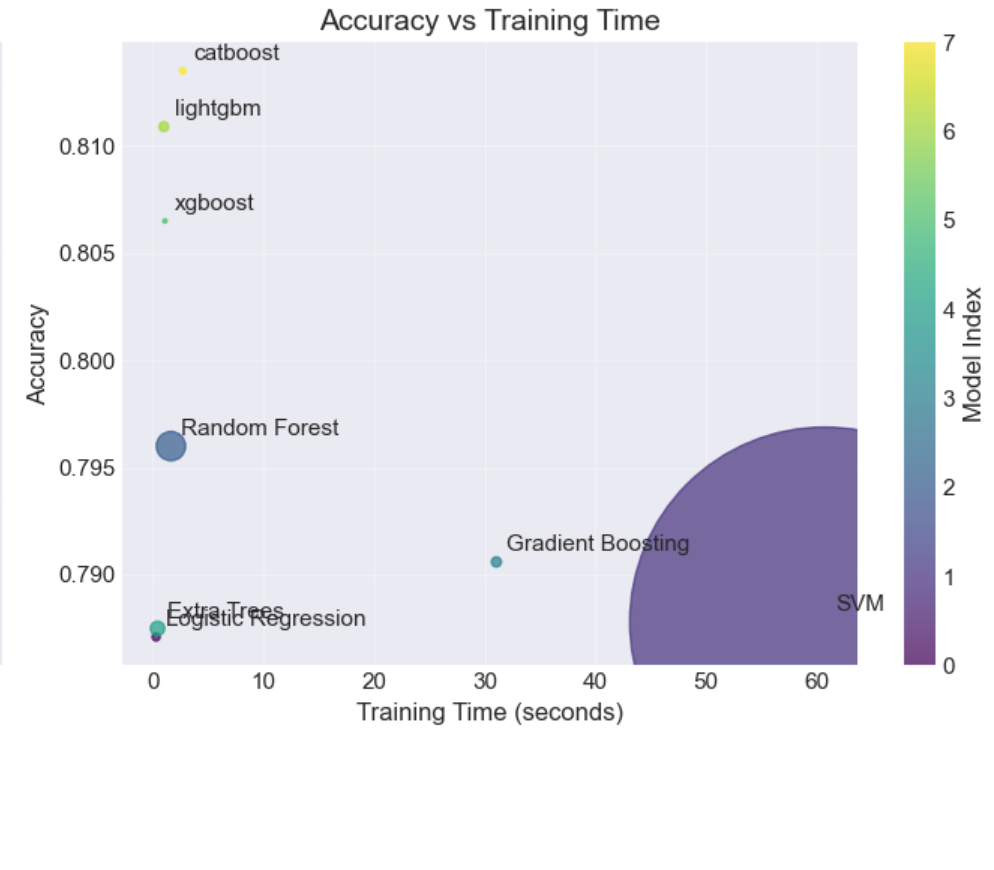 Accuracy vs Training Time
catboost
lightgbm
xgboost
Random Forest
Gradient Boosting
SVM
Extra Trees
Logistic Regression
0.810
0.805
0.800
0.795
0.790
Accuracy
0
10
20
30
40
50
60
Training Time (seconds)
7
6
5
4
3
2
1
0
Model Index